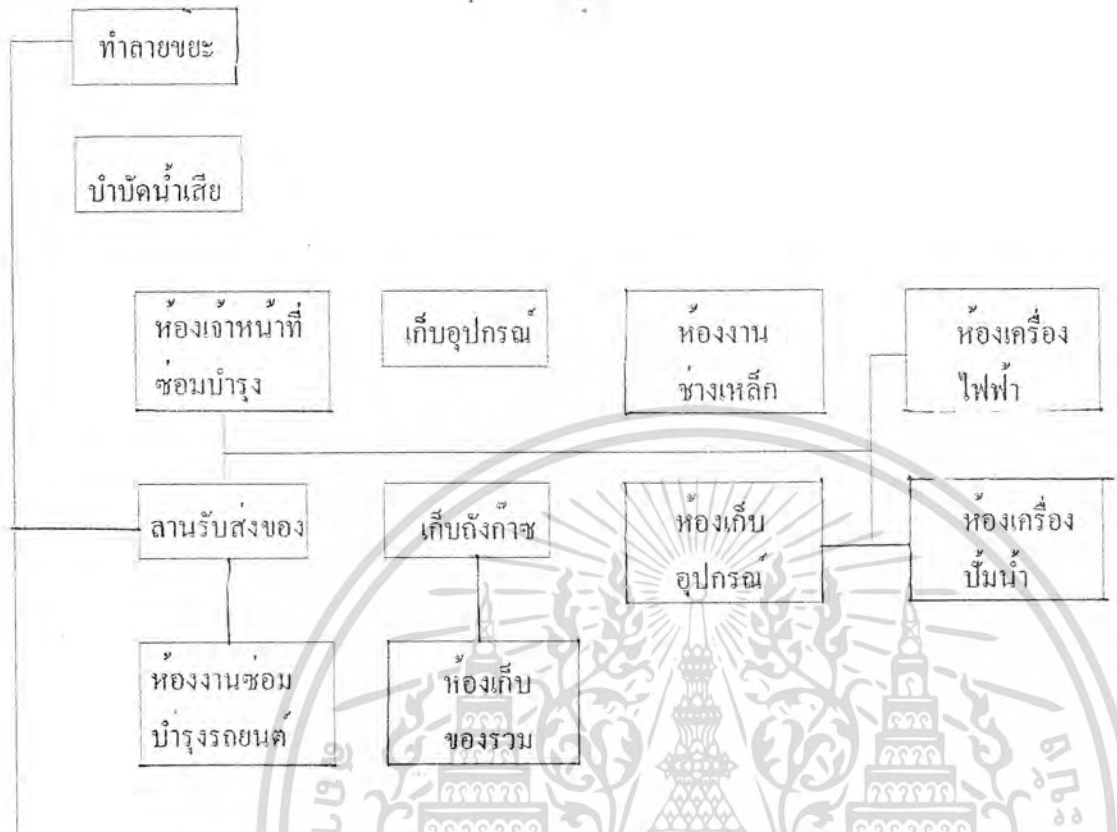 ทำลายขยะ
บำบัดน้ำเสีย
ห้องเจ้าหน้าที่
ซ่อมบำรุง
เก็บอุปกรณ์
ห้องงาน
ช่างเหล็ก
ห้องเครื่อง
ไฟฟ้า
ลานรับส่งของ
เก็บถังก๊าซ
ห้องเก็บ
อุปกรณ์
ห้องเครื่อง
ปั้มน้ำ
ห้องงานซ่อม
บำรุงรถยนต์
ห้องเก็บ
ของรวม